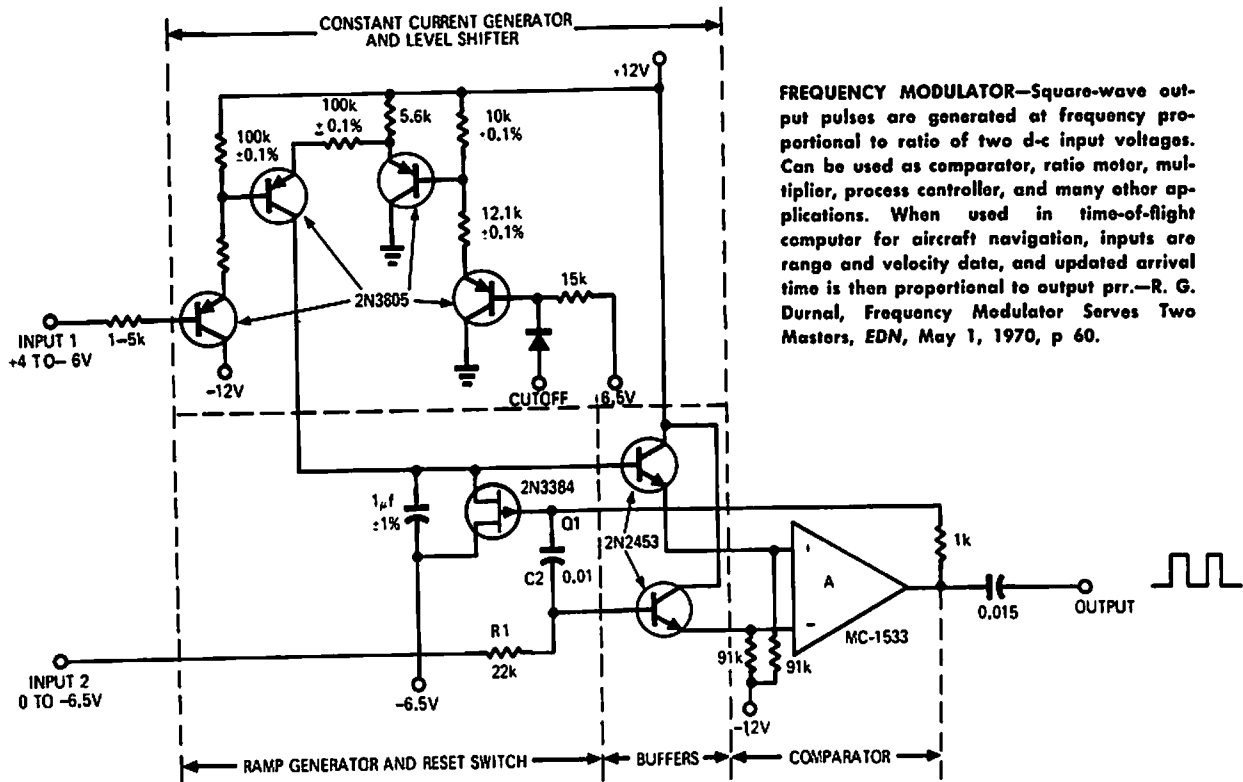 CONSTANT CURRENT GENERATOR
AND LEVEL SHIFTER
+12V
100k
±0.1%
100k
±0.1%
5.6k
10k
+0.1%
12.1k
±0.1%
2N3805
15k
INPUT 1
+4 TO– 6V
1–5k
-12V
CUTOFF
6.5V
FREQUENCY MODULATOR—Square-wave out-
put pulses are generated at frequency pro-
portional to ratio of two d-c input voltages.
Can be used as comparator, ratio meter, mul-
tiplier, process controller, and many other ap-
plications. When used in time-of-flight
computer for aircraft navigation, inputs are
range and velocity data, and updated arrival
time is then proportional to output prr.—R. G.
Durnal, Frequency Modulator Serves Two
Masters, EDN, May 1, 1970, p 60.
1μf
±1%
2N3384
Q1
C2
0.01
2N2453
R1
22k
INPUT 2
0 TO –6.5V
-6.5V
91k
91k
-12V
+
A
–
MC-1533
1k
0.015
OUTPUT
RAMP GENERATOR AND RESET SWITCH
BUFFERS
COMPARATOR